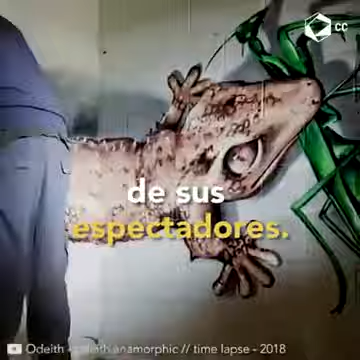 CC
de sus
espectadores.
Odeith anamorphic // time lapse - 2018